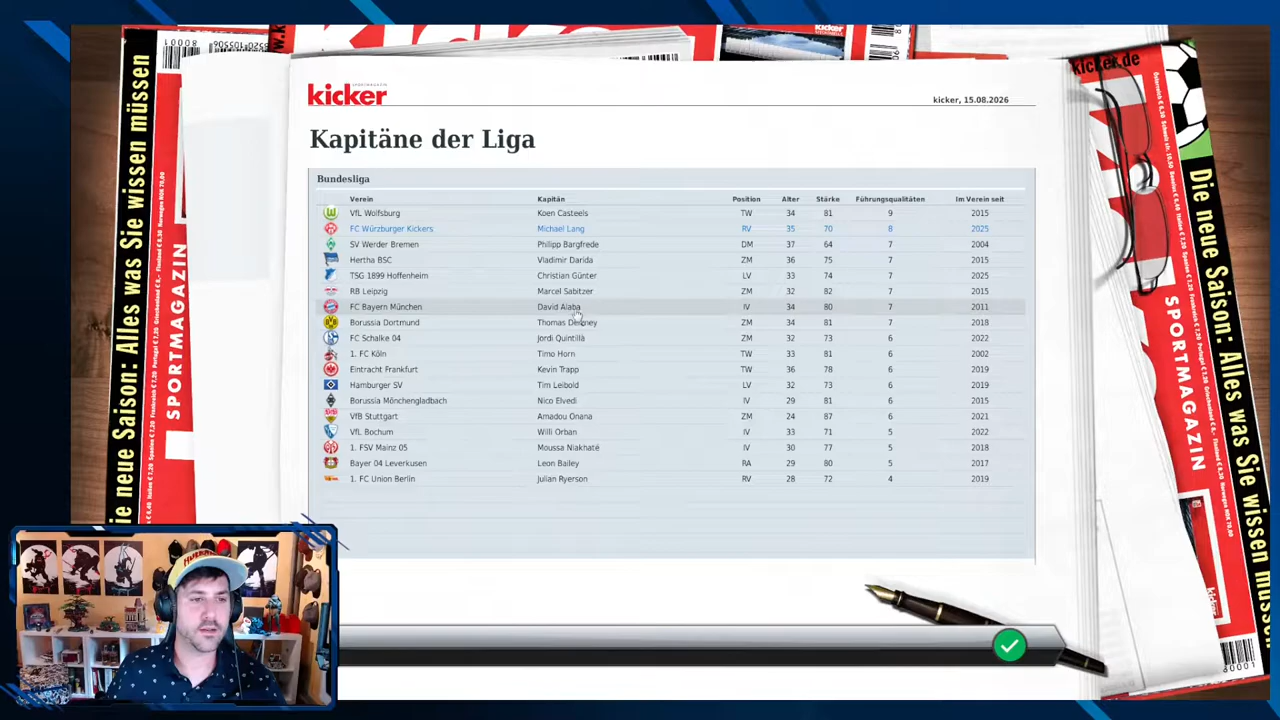 80001
kicker.de
Die neue Saison: Alles was Sie wissen
SPORTMAGAZIN
SPORTMAGAZIN
kicker
kicker, 15.08.2026
Kapitäne der Liga
Bundesliga
Verein Kapitän Position Alter Stärke Führungsqualitäten Im Verein seit
VfL Wolfsburg Koen Casteels TW 34 81 9 2015
FC Würzburger Kickers Michael Lang RV 35 70 8 2025
SV Werder Bremen Philipp Bargfrede DM 37 64 7 2004
Hertha BSC Vladimir Darida ZM 36 75 7 2015
TSG 1899 Hoffenheim Christian Günter LV 33 74 7 2025
RB Leipzig Marcel Sabitzer ZM 32 82 7 2015
FC Bayern München David Alaba IV 34 80 7 2011
Borussia Dortmund Thomas Delaney ZM 34 81 7 2018
FC Schalke 04 Jordi Quintillà ZM 32 73 6 2022
1. FC Köln Timo Horn TW 33 81 6 2002
Eintracht Frankfurt Kevin Trapp TW 36 78 6 2019
Hamburger SV Tim Leibold LV 32 73 6 2019
Borussia Mönchengladbach Nico Elvedi IV 29 81 6 2015
VfB Stuttgart Amadou Onana ZM 24 87 6 2021
VfL Bochum Willi Orban IV 33 71 5 2022
1. FSV Mainz 05 Moussa Niakhaté IV 30 77 5 2018
Bayer 04 Leverkusen Leon Bailey RA 29 80 5 2017
1. FC Union Berlin Julian Ryerson RV 28 72 4 2019
kicker